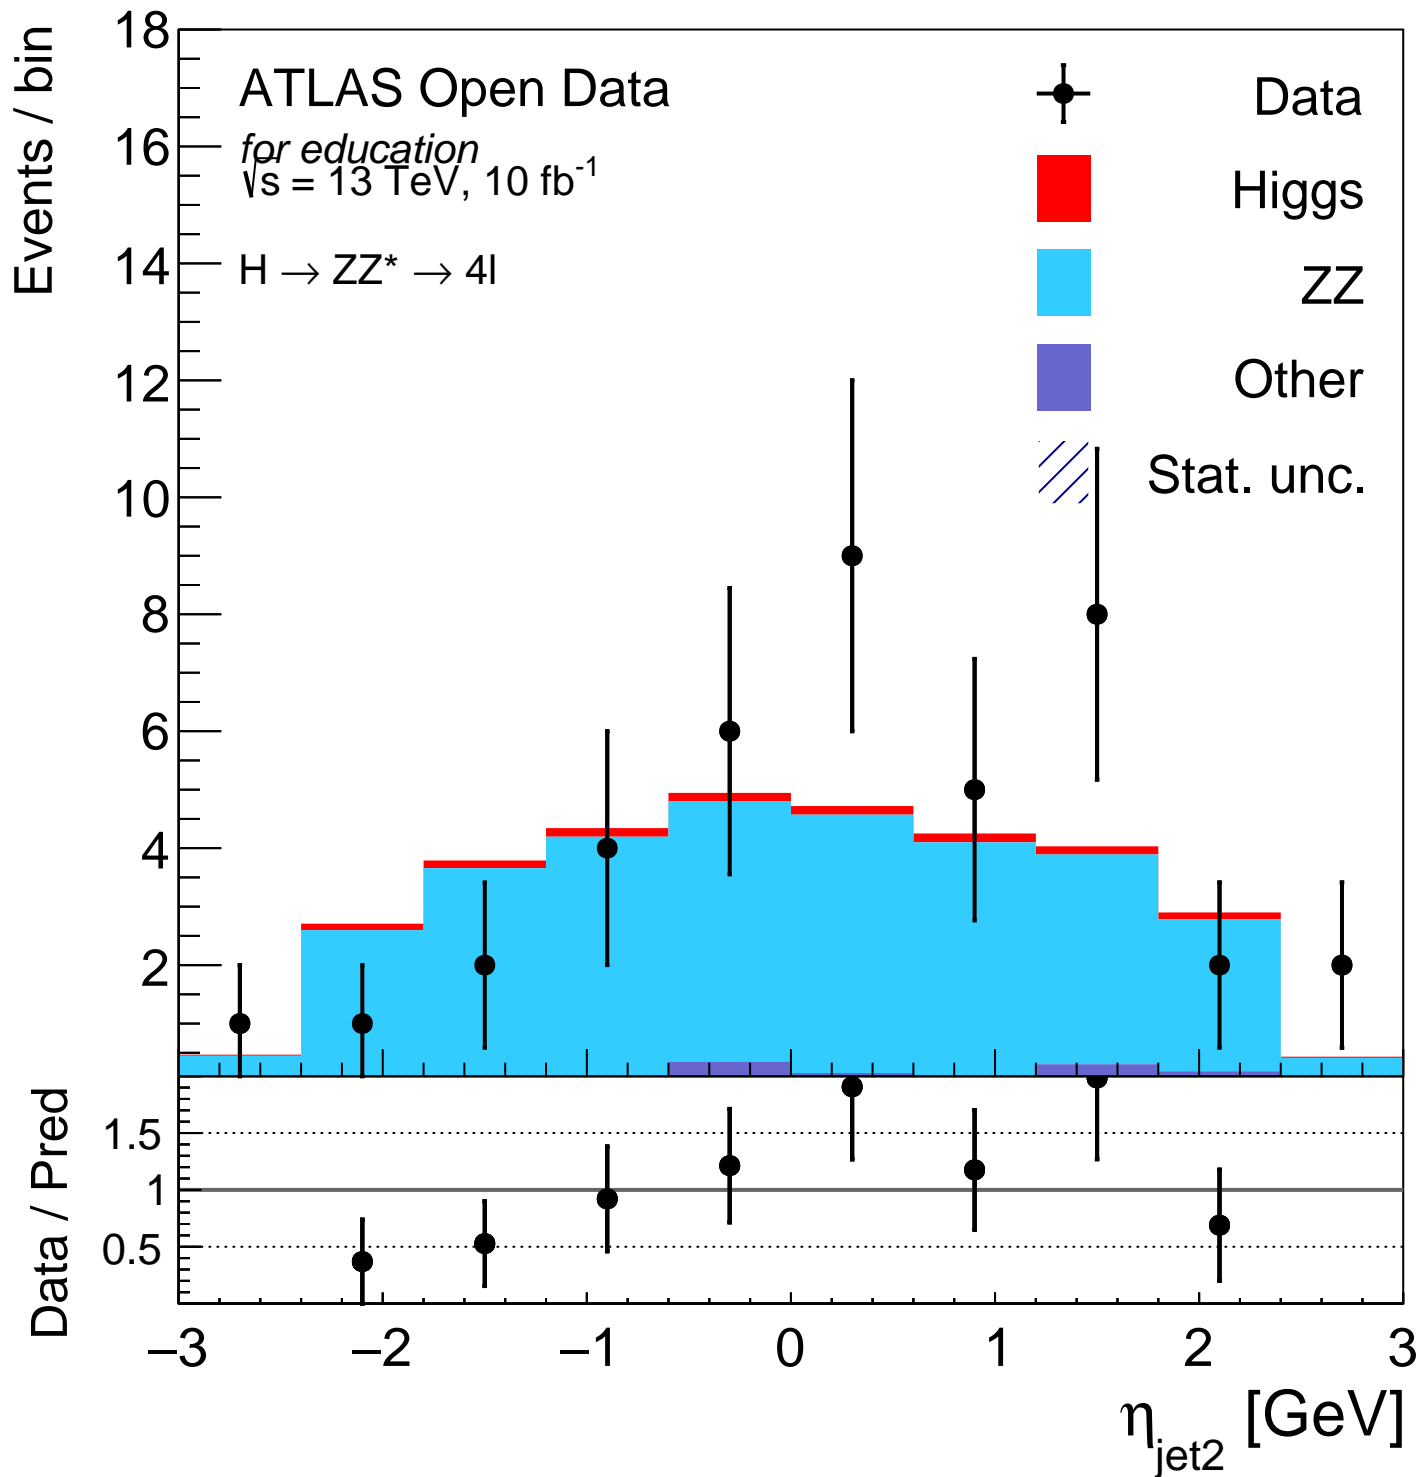 Events / bin
18
16
14
12
10
8
6
4
2
ATLAS Open Data
for education
√s = 13 TeV, 10 fb⁻¹
H → ZZ* → 4l
Data
Higgs
ZZ
Other
Stat. unc.
Data / Pred
1.5
1
0.5
−3 −2 −1 0 1 2 3
η_jet2 [GeV]